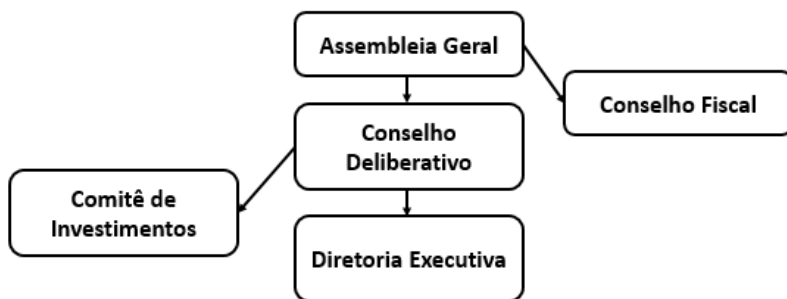 Assembleia Geral
Conselho Fiscal
Conselho
Deliberativo
Comitê de
Investimentos
Diretoria Executiva